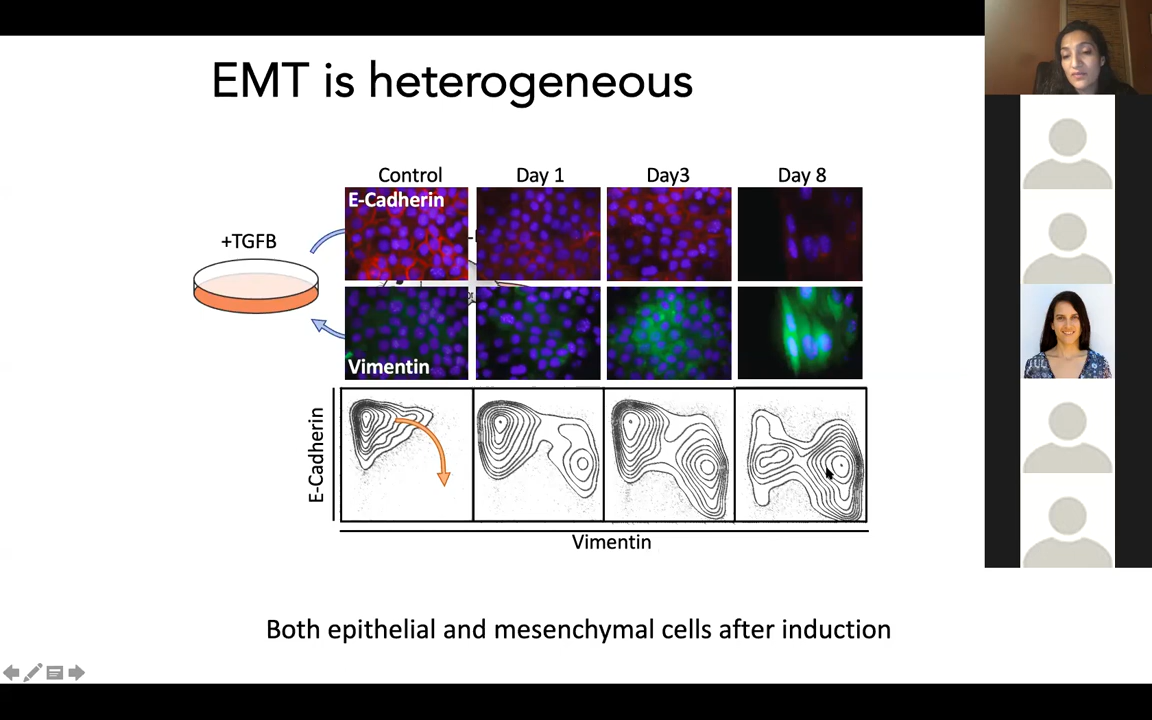 EMT is heterogeneous
Control
Day 1
Day3
Day 8
E-Cadherin
+TGFB
Vimentin
E-Cadherin
Vimentin
Both epithelial and mesenchymal cells after induction